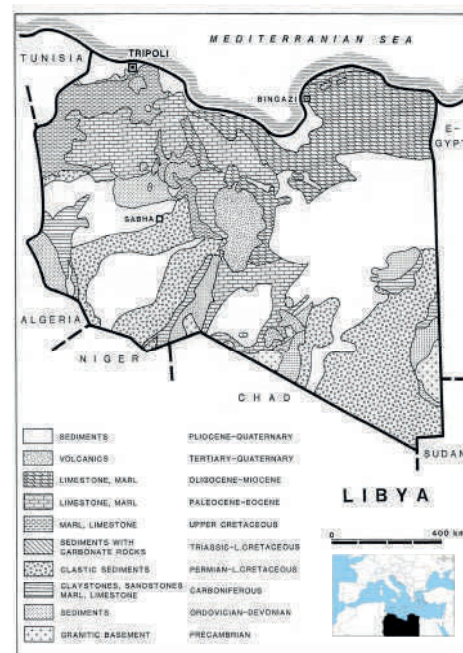 MEDITERRANEAN SEA
TUNISIA
TRIPOLI
BINGAZI
E-
GYPT
SABHA
ALGERIA
NIGER
CHAD
SUDAN
LIBYA
0 400 km
SEDIMENTS PLIOCENE-QUATERNARY
VOLCANICS TERTIARY-QUATERNARY
LIMESTONE, MARL OLIGOCENE-MIOCENE
LIMESTONE, MARL PALEOCENE-EOCENE
MARL, LIMESTONE UPPER CRETACEOUS
SEDIMENTS WITH
CARBONATE ROCKS TRIASSIC-L.CRETACEOUS
CLASTIC SEDIMENTS PERMIAN-L.CRETACEOUS
CLAYSTONES, SANDSTONES
MARL, LIMESTONE CARBONIFEROUS
SEDIMENTS ORDOVICIAN-DEVONIAN
GRANITIC BASEMENT PRECAMBRIAN